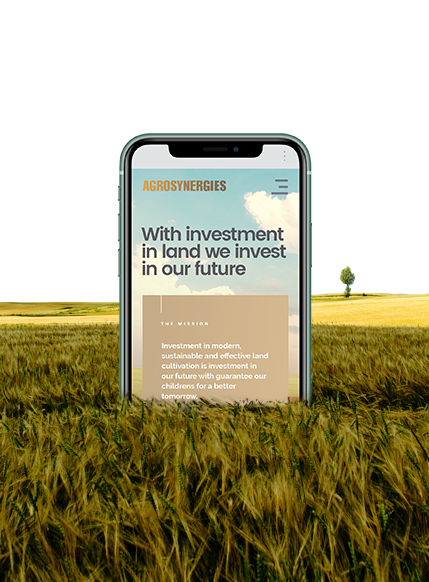 AGROSYNERGIES
With investment
in land we invest
in our future
THE MISSION
Investment in modern,
sustainable and effective land
cultivation is investment in
our future with guarantee our
childrens for a better
tomorrow.